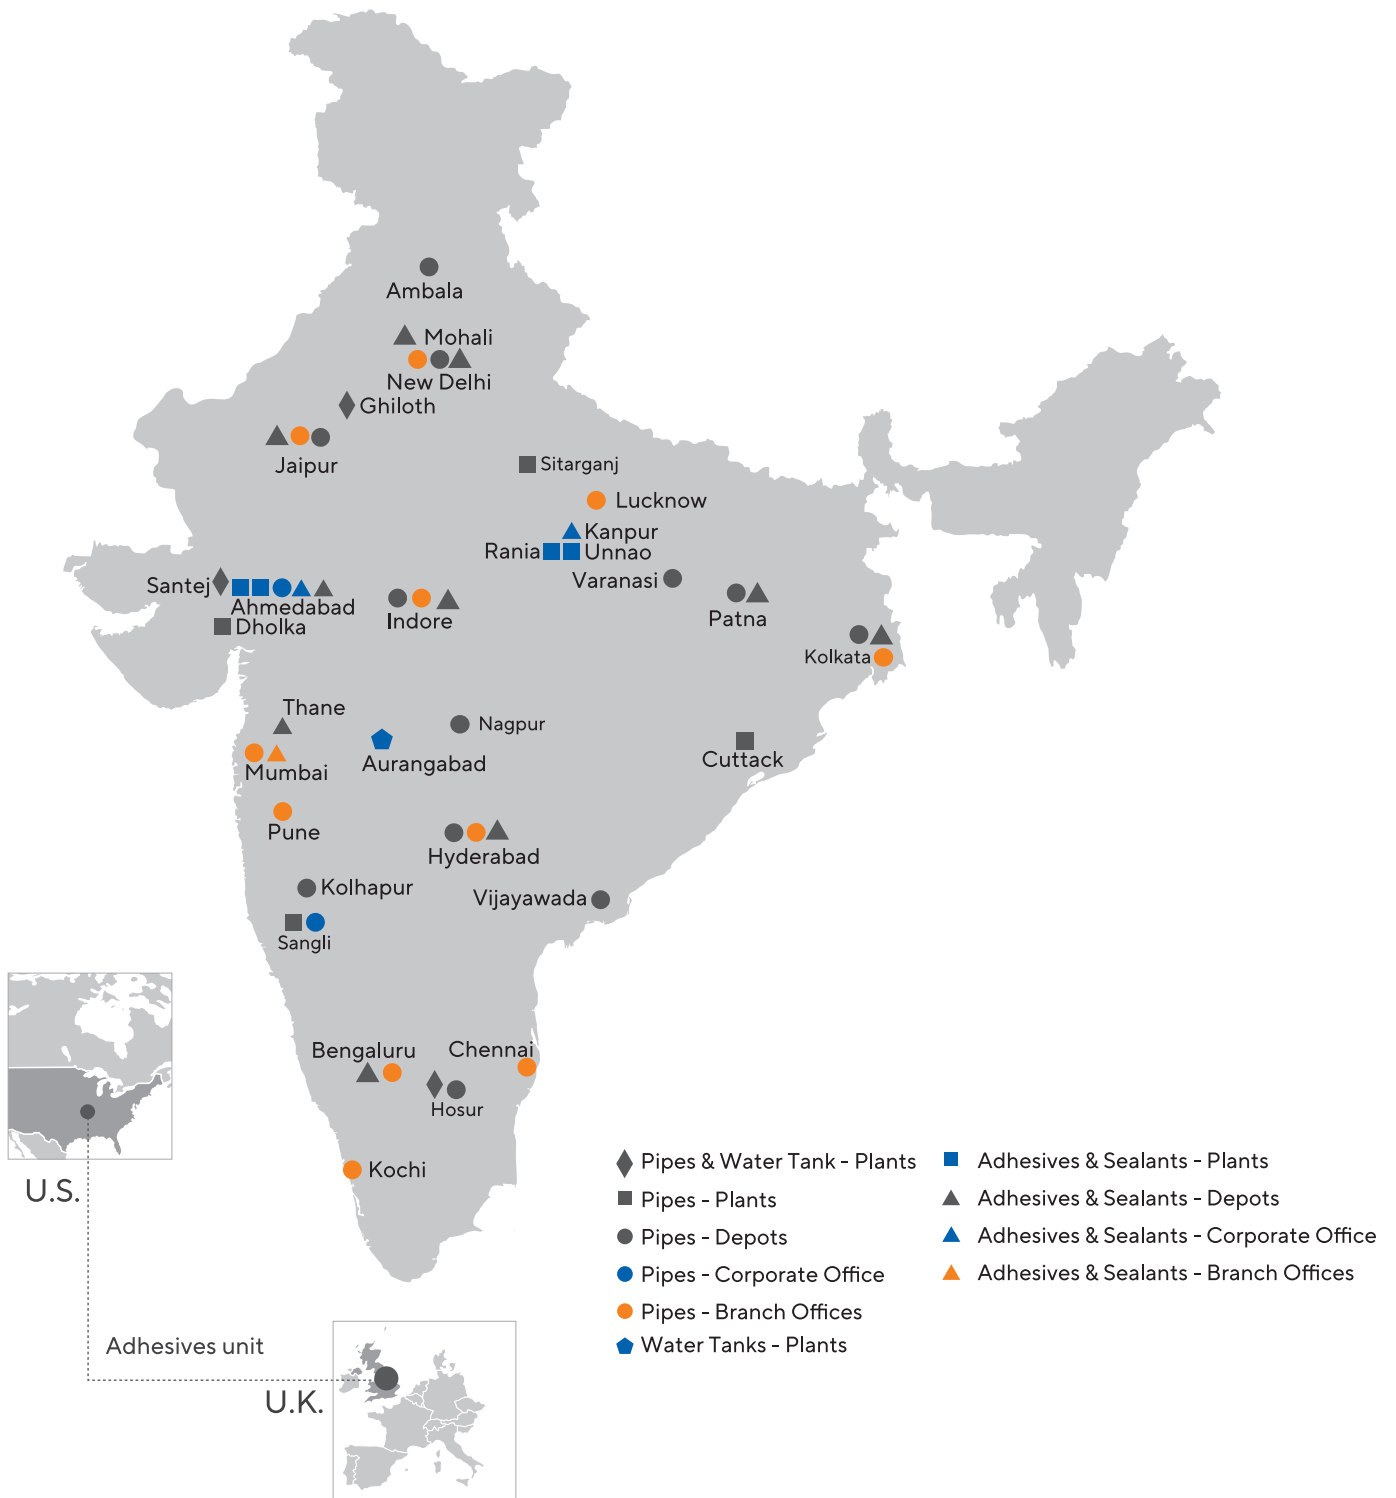 Ambala
Mohali
New Delhi
Ghiloth
Jaipur
Sitarganj
Lucknow
Kanpur
Rania
Unnao
Varanasi
Santej
Ahmedabad
Dholka
Indore
Patna
Kolkata
Thane
Nagpur
Mumbai
Aurangabad
Cuttack
Pune
Hyderabad
Kolhapur
Vijayawada
Sangli
Bengaluru
Chennai
Hosur
Kochi
U.S.
Adhesives unit
U.K.
Pipes & Water Tank - Plants
Pipes - Plants
Pipes - Depots
Pipes - Corporate Office
Pipes - Branch Offices
Water Tanks - Plants
Adhesives & Sealants - Plants
Adhesives & Sealants - Depots
Adhesives & Sealants - Corporate Office
Adhesives & Sealants - Branch Offices